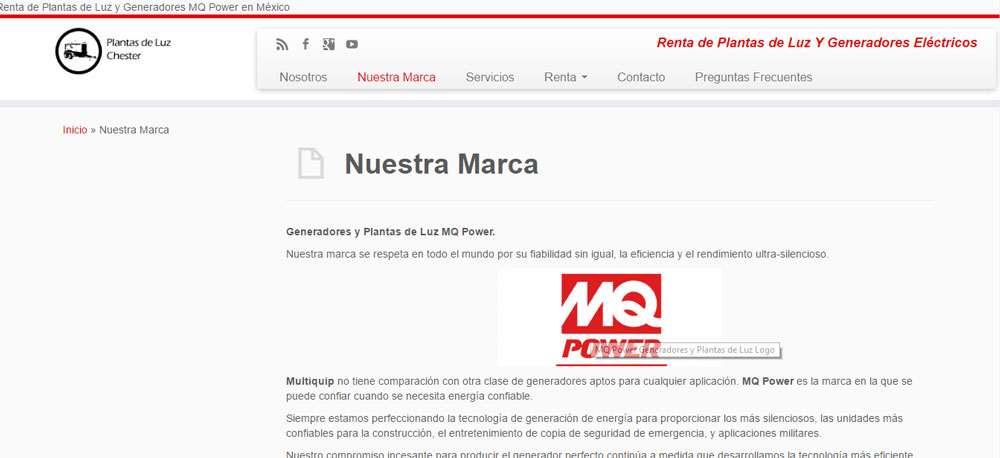 Renta de Plantas de Luz y Generadores MQ Power en México
Plantas de Luz
Chester
Renta de Plantas de Luz Y Generadores Eléctricos
Nosotros Nuestra Marca Servicios Renta Contacto Preguntas Frecuentes
Inicio » Nuestra Marca
Nuestra Marca
Generadores y Plantas de Luz MQ Power.
Nuestra marca se respeta en todo el mundo por su fiabilidad sin igual, la eficiencia y el rendimiento ultra-silencioso.
MQ
POWER
MQ Power Generadores y Plantas de Luz Logo
Multiquip no tiene comparación con otra clase de generadores aptos para cualquier aplicación. MQ Power es la marca en la que se
puede confiar cuando se necesita energía confiable.
Siempre estamos perfeccionando la tecnología de generación de energía para proporcionar los más silenciosos, las unidades más
confiables para la construcción, el entretenimiento de copia de seguridad de emergencia, y aplicaciones militares.
Nuestro compromiso incesante para producir el generador perfecto continúa a medida que desarrollamos la tecnología más eficiente